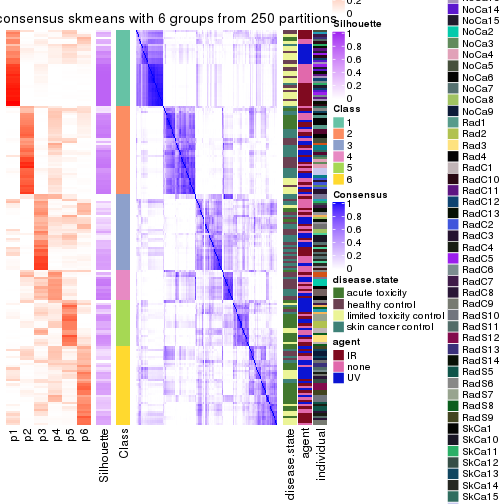 consensus skmeans with 6 groups from 250 partitions
0.2
0
Silhouette
1
0.8
0.6
0.4
0.2
0
Class
1
2
3
4
5
6
Consensus
1
0.8
0.6
0.4
0.2
0
disease.state
acute toxicity
healthy control
limited toxicity control
skin cancer control
agent
IR
none
UV
p1
p2
p3
p4
p5
p6
Silhouette
Class
disease.state
agent
individual
NoCa14
NoCa15
NoCa2
NoCa3
NoCa4
NoCa5
NoCa6
NoCa7
NoCa8
NoCa9
Rad1
Rad2
Rad3
Rad4
RadC1
RadC10
RadC11
RadC12
RadC13
RadC2
RadC3
RadC4
RadC5
RadC6
RadC7
RadC8
RadC9
RadS10
RadS11
RadS12
RadS13
RadS14
RadS5
RadS6
RadS7
RadS8
RadS9
SkCa1
SkCa10
SkCa11
SkCa12
SkCa13
SkCa14
SkCa15